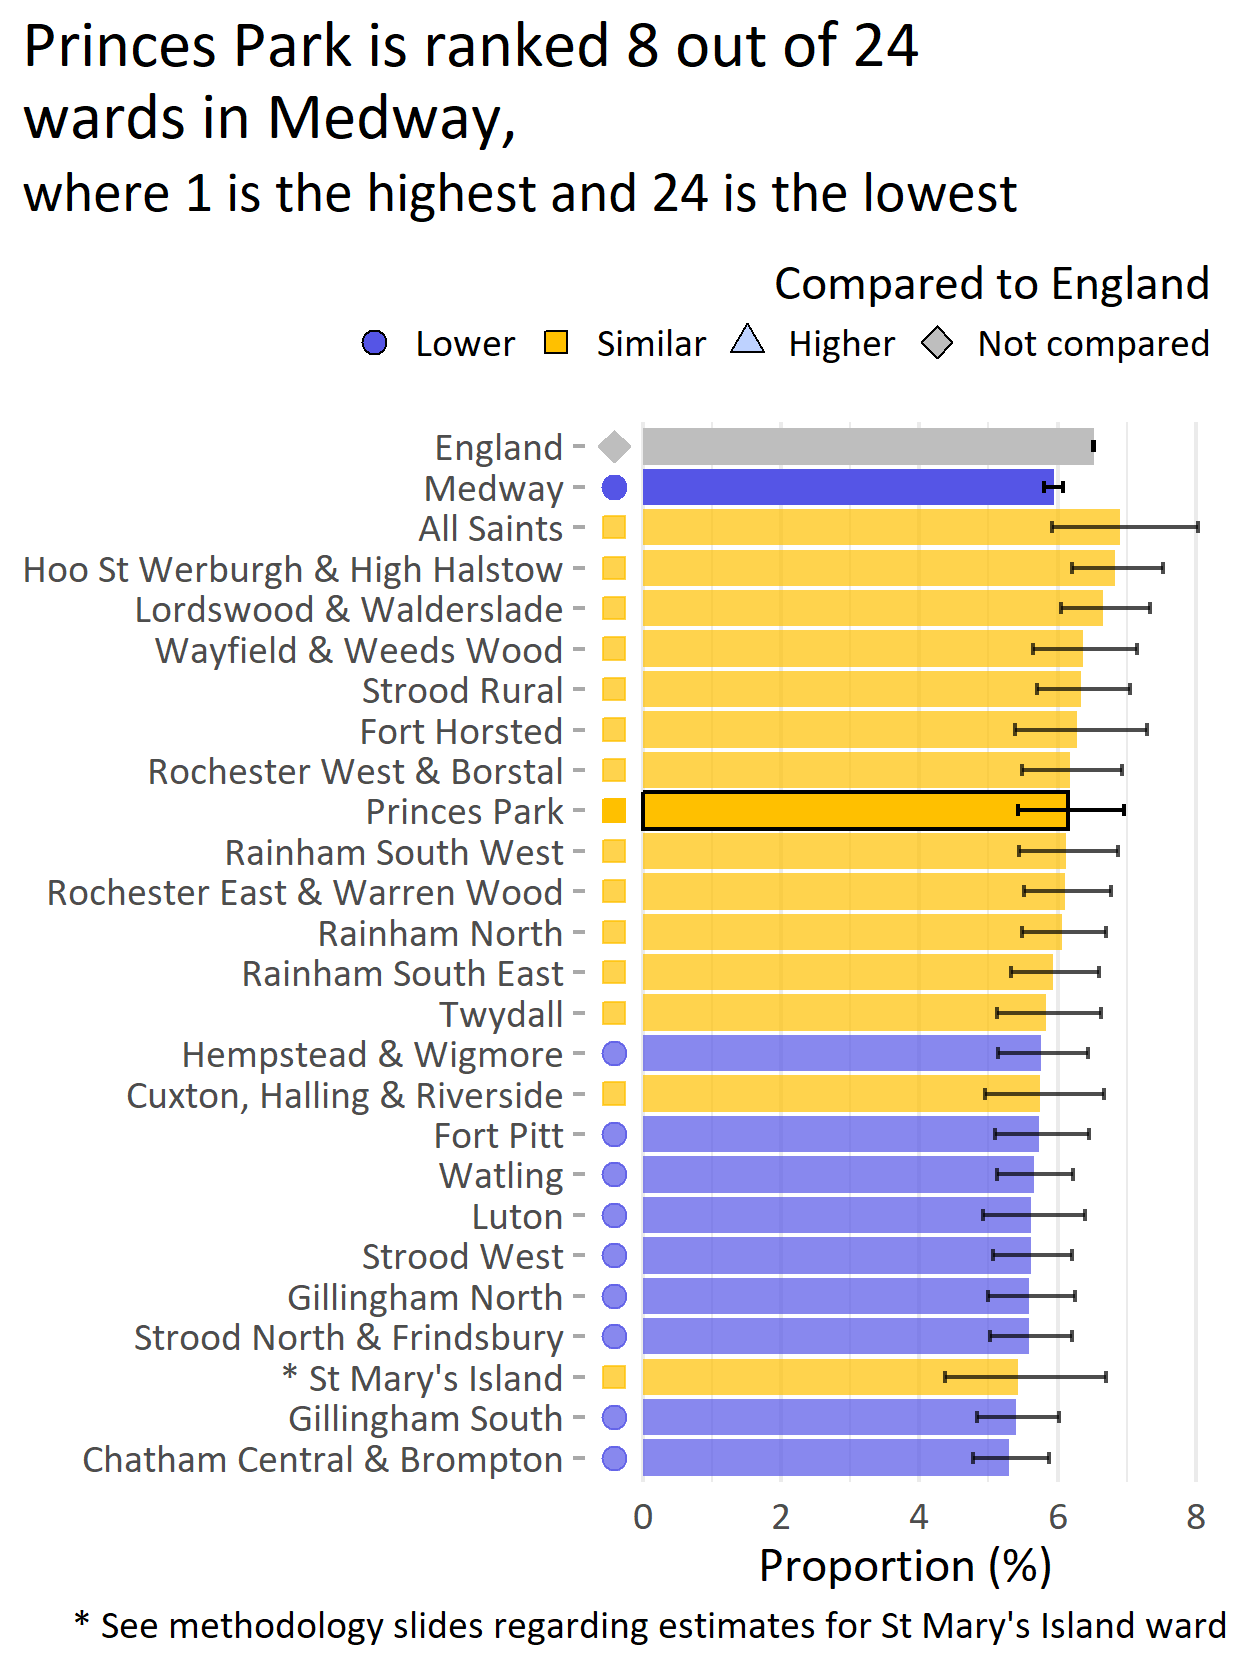 Princes Park is ranked 8 out of 24
wards in Medway,
where 1 is the highest and 24 is the lowest
Compared to England
Lower Similar Higher Not compared
England
Medway
All Saints
Hoo St Werburgh & High Halstow
Lordswood & Walderslade
Wayfield & Weeds Wood
Strood Rural
Fort Horsted
Rochester West & Borstal
Princes Park
Rainham South West
Rochester East & Warren Wood
Rainham North
Rainham South East
Twydall
Hempstead & Wigmore
Cuxton, Halling & Riverside
Fort Pitt
Watling
Luton
Strood West
Gillingham North
Strood North & Frindsbury
* St Mary's Island
Gillingham South
Chatham Central & Brompton
0 2 4 6 8
Proportion (%)
* See methodology slides regarding estimates for St Mary's Island ward